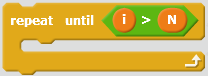 repeat until i > N